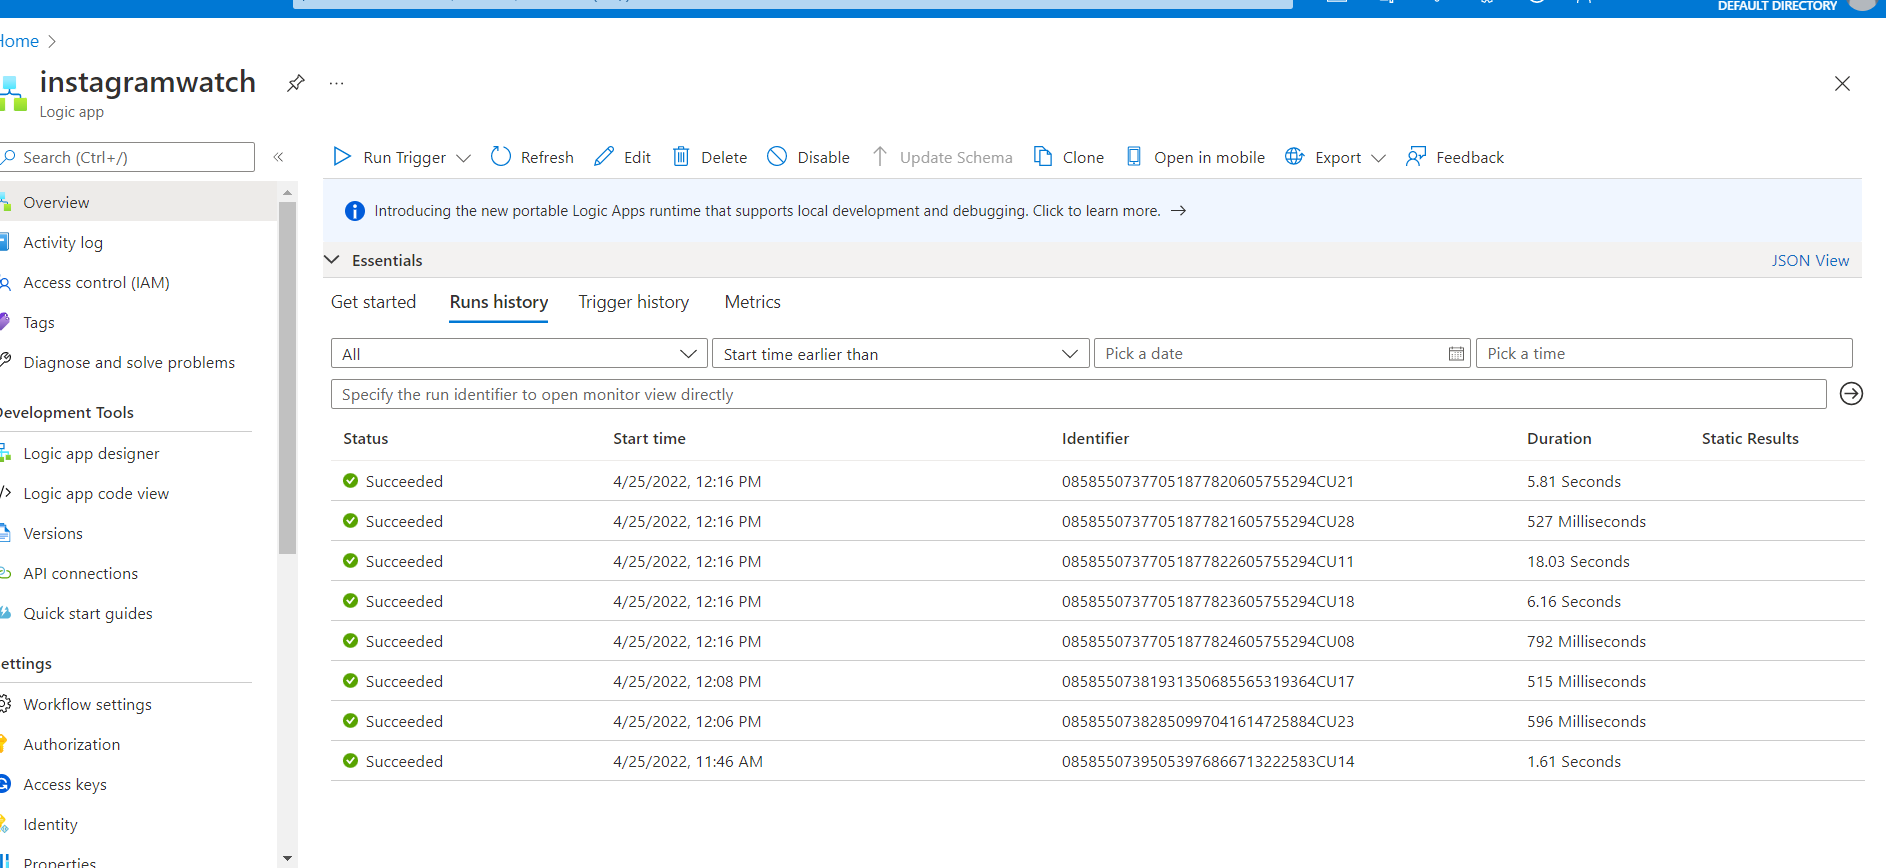 DEFAULT DIRECTORY
Home
instagramwatch
Logic app
Search (Ctrl+/)
Run Trigger Refresh Edit Delete Disable Update Schema Clone Open in mobile Export Feedback
Overview
Activity log
Access control (IAM)
Tags
Diagnose and solve problems
Development Tools
Logic app designer
Logic app code view
Versions
API connections
Quick start guides
Settings
Workflow settings
Authorization
Access keys
Identity
Properties
Introducing the new portable Logic Apps runtime that supports local development and debugging. Click to learn more.
Essentials JSON View
Get started Runs history Trigger history Metrics
All Start time earlier than Pick a date Pick a time
Specify the run identifier to open monitor view directly
Status Start time Identifier Duration Static Results
Succeeded 4/25/2022, 12:16 PM 08585507377051877820605755294CU21 5.81 Seconds
Succeeded 4/25/2022, 12:16 PM 08585507377051877821605755294CU28 527 Milliseconds
Succeeded 4/25/2022, 12:16 PM 08585507377051877822605755294CU11 18.03 Seconds
Succeeded 4/25/2022, 12:16 PM 08585507377051877823605755294CU18 6.16 Seconds
Succeeded 4/25/2022, 12:16 PM 08585507377051877824605755294CU08 792 Milliseconds
Succeeded 4/25/2022, 12:08 PM 08585507381931350685565319364CU17 515 Milliseconds
Succeeded 4/25/2022, 12:06 PM 08585507382850997041614725884CU23 596 Milliseconds
Succeeded 4/25/2022, 11:46 AM 08585507395053976866713222583CU14 1.61 Seconds